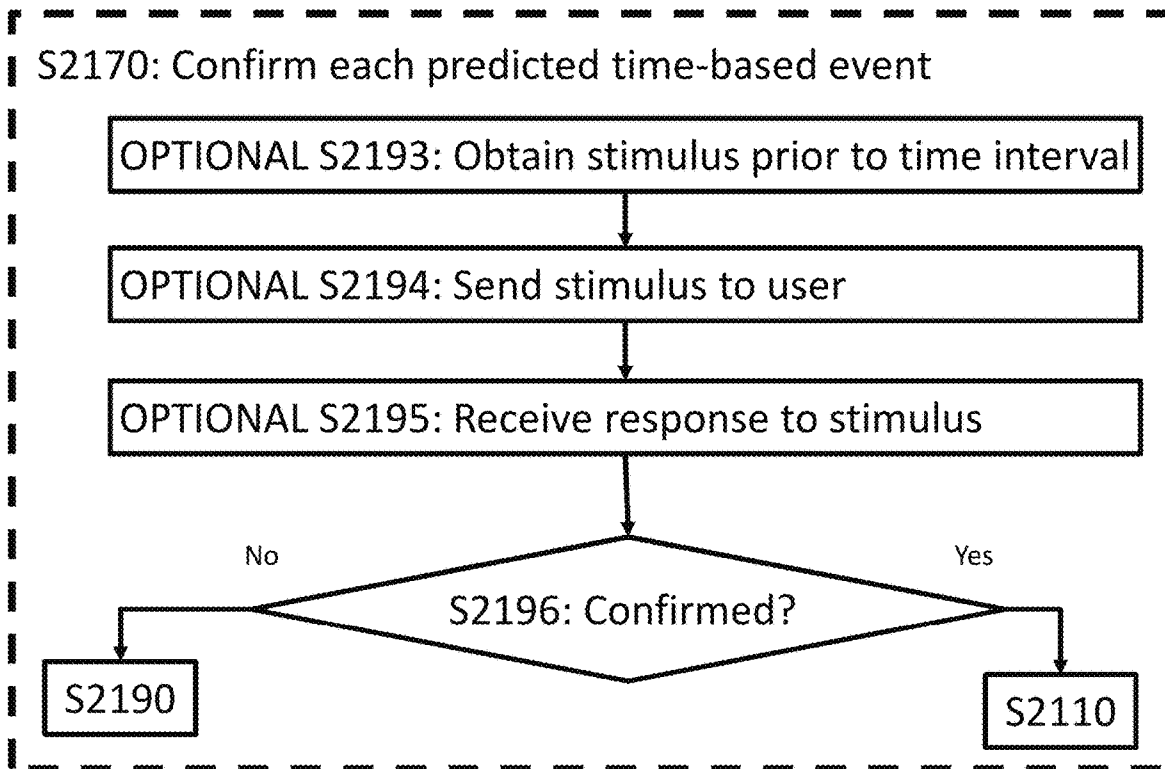 S2170: Confirm each predicted time-based event
OPTIONAL S2193: Obtain stimulus prior to time interval
OPTIONAL S2194: Send stimulus to user
OPTIONAL S2195: Receive response to stimulus
No
Yes
S2196: Confirmed?
S2190
S2110